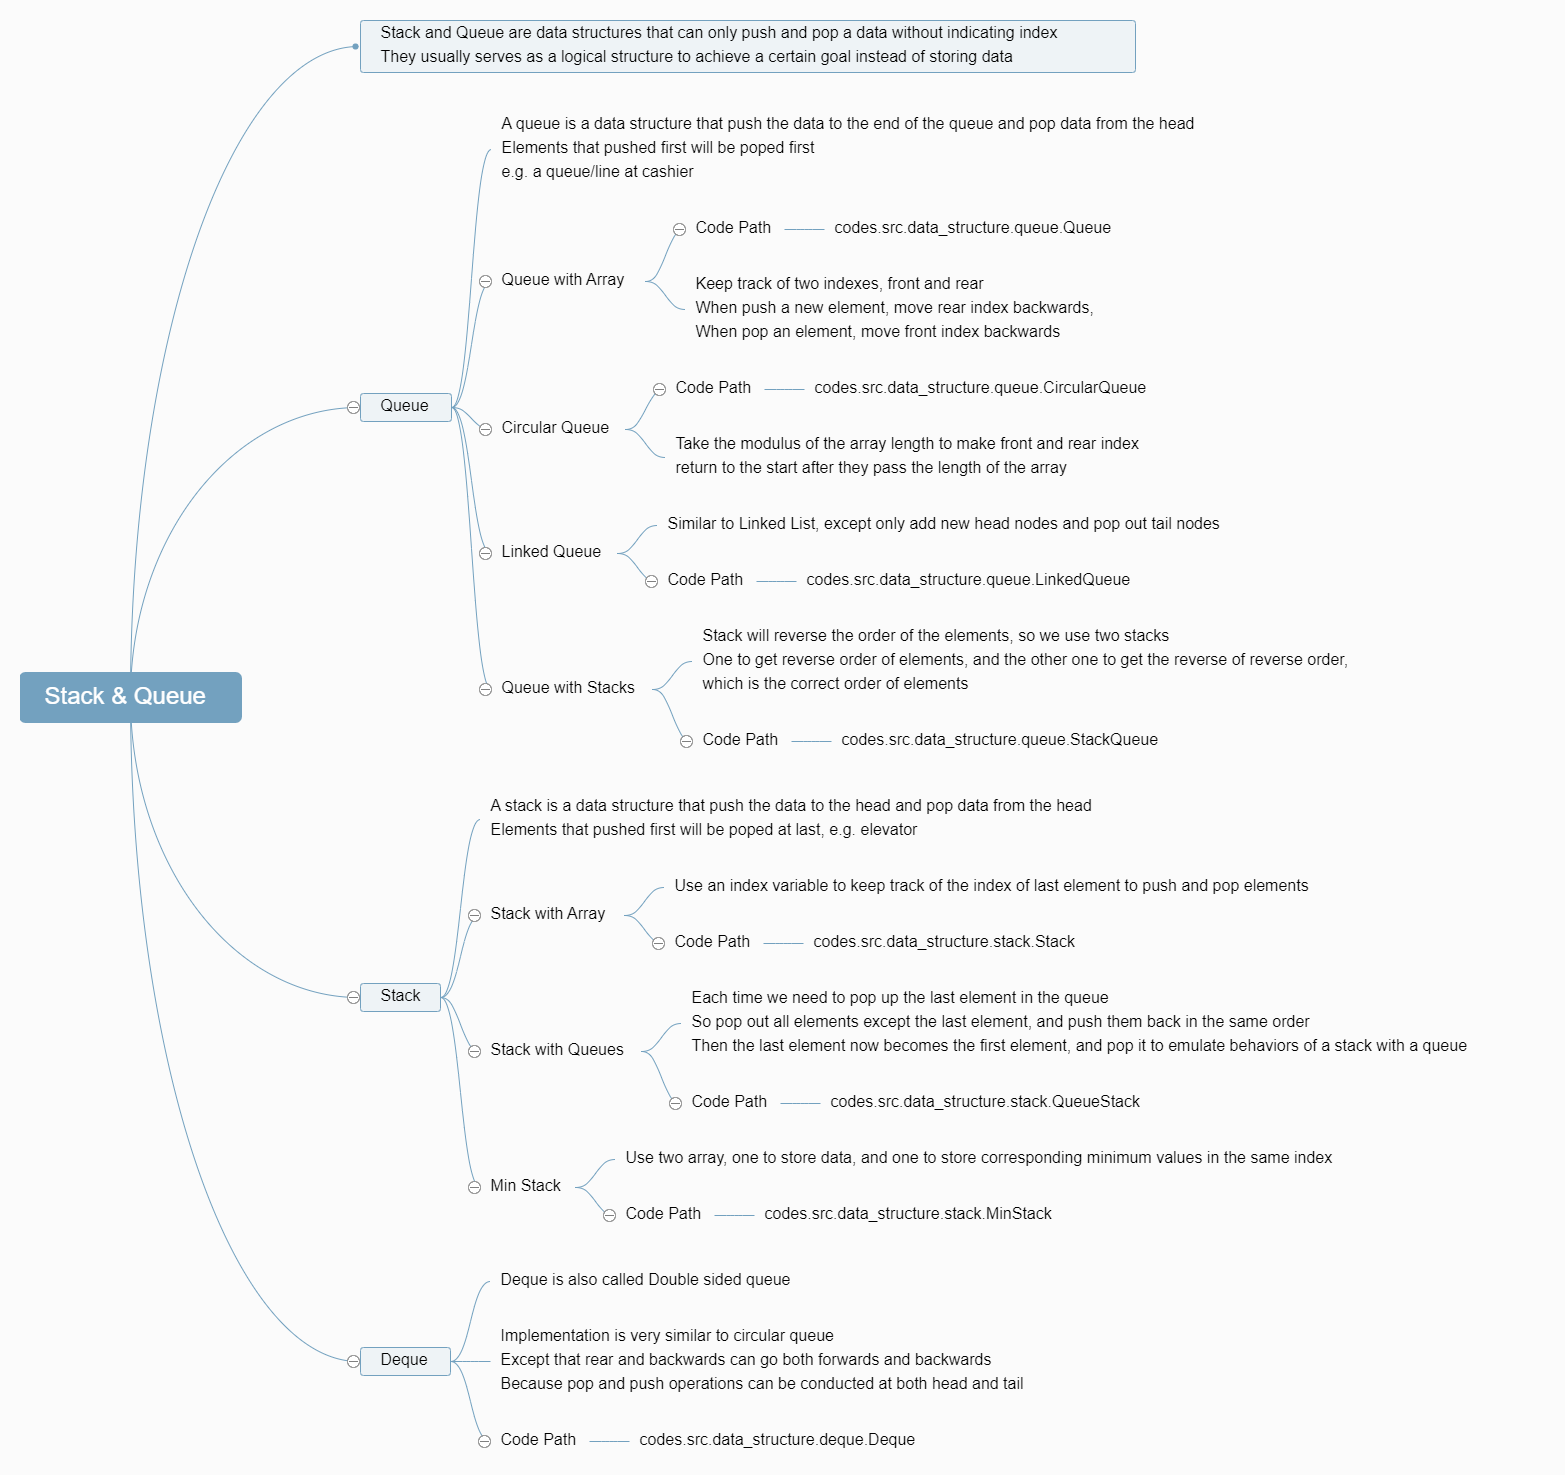 Stack and Queue are data structures that can only push and pop a data without indicating index
They usually serves as a logical structure to achieve a certain goal instead of storing data
A queue is a data structure that push the data to the end of the queue and pop data from the head
Elements that pushed first will be poped first
e.g. a queue/line at cashier
Code Path
codes.src.data_structure.queue.Queue
Queue with Array
Keep track of two indexes, front and rear
When push a new element, move rear index backwards,
When pop an element, move front index backwards
Code Path
codes.src.data_structure.queue.CircularQueue
Queue
Circular Queue
Take the modulus of the array length to make front and rear index
return to the start after they pass the length of the array
Similar to Linked List, except only add new head nodes and pop out tail nodes
Linked Queue
Code Path
codes.src.data_structure.queue.LinkedQueue
Stack will reverse the order of the elements, so we use two stacks
One to get reverse order of elements, and the other one to get the reverse of reverse order,
which is the correct order of elements
Queue with Stacks
Stack & Queue
Code Path
codes.src.data_structure.queue.StackQueue
A stack is a data structure that push the data to the head and pop data from the head
Elements that pushed first will be poped at last, e.g. elevator
Use an index variable to keep track of the index of last element to push and pop elements
Stack with Array
Code Path
codes.src.data_structure.stack.Stack
Stack
Each time we need to pop up the last element in the queue
So pop out all elements except the last element, and push them back in the same order
Then the last element now becomes the first element, and pop it to emulate behaviors of a stack with a queue
Stack with Queues
Code Path
codes.src.data_structure.stack.QueueStack
Use two array, one to store data, and one to store corresponding minimum values in the same index
Min Stack
Code Path
codes.src.data_structure.stack.MinStack
Deque is also called Double sided queue
Implementation is very similar to circular queue
Deque
Except that rear and backwards can go both forwards and backwards
Because pop and push operations can be conducted at both head and tail
Code Path
codes.src.data_structure.deque.Deque